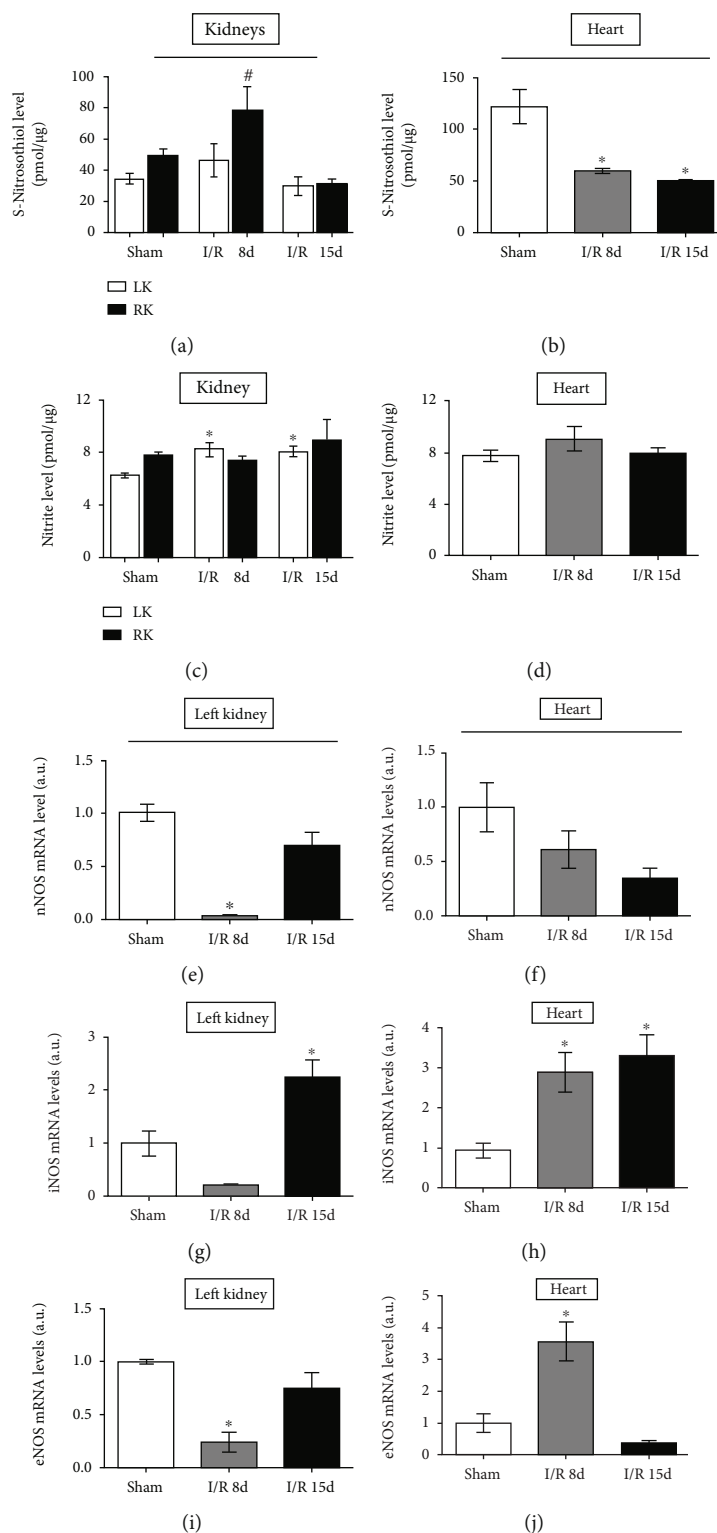 Kidneys
S-Nitrosothiol level
(pmol/μg)
100
80
60
40
20
0
#
Sham
I/R 8d
I/R 15d
LK
RK
(a)
Heart
S-Nitrosothiol level
(pmol/μg)
150
100
50
0
*
*
Sham
I/R 8d
I/R 15d
(b)
Kidney
Nitrite level (pmol/μg)
12
8
4
0
*
*
Sham
I/R 8d
I/R 15d
LK
RK
(c)
Heart
Nitrite level (pmol/μg)
12
8
4
0
Sham
I/R 8d
I/R 15d
(d)
Left kidney
nNOS mRNA level (a.u.)
1.5
1.0
0.5
0.0
*
Sham
I/R 8d
I/R 15d
(e)
Heart
nNOS mRNA levels (a.u.)
1.5
1.0
0.5
0.0
Sham
I/R 8d
I/R 15d
(f)
Left kidney
iNOS mRNA levels (a.u.)
3
2
1
0
*
Sham
I/R 8d
I/R 15d
(g)
Heart
iNOS mRNA levels (a.u.)
4
3
2
1
0
*
*
Sham
I/R 8d
I/R 15d
(h)
Left kidney
eNOS mRNA levels (a.u.)
1.5
1.0
0.5
0.0
*
Sham
I/R 8d
I/R 15d
(i)
Heart
eNOS mRNA levels (a.u.)
5
4
3
2
1
0
*
Sham
I/R 8d
I/R 15d
(j)